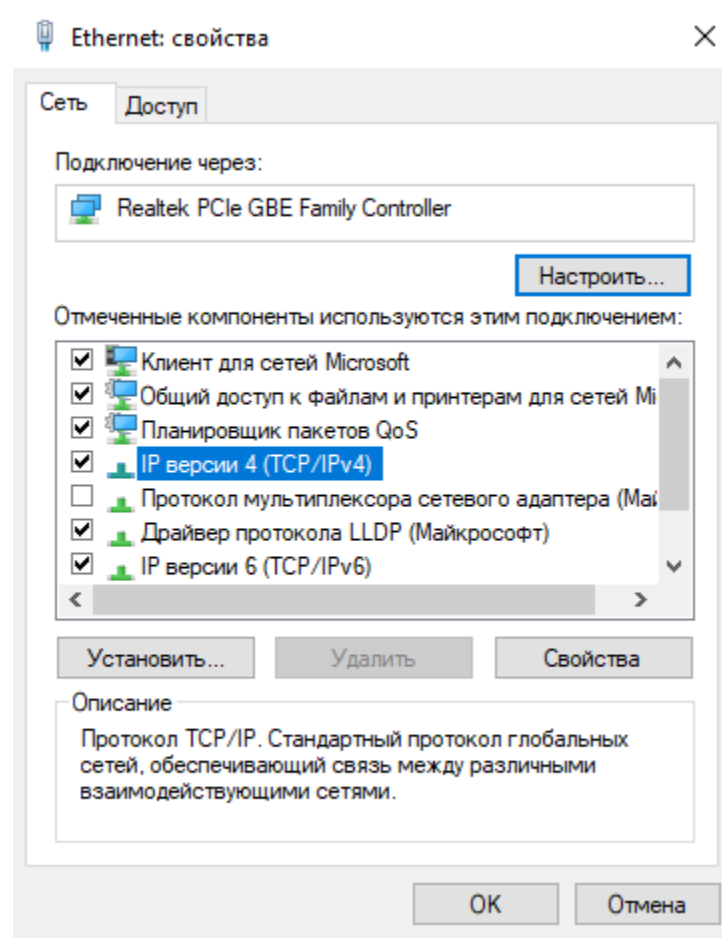 Ethernet: свойства
Сеть
Доступ
Подключение через:
Realtek PCIe GBE Family Controller
Настроить...
Отмеченные компоненты используются этим подключением:
Клиент для сетей Microsoft
Общий доступ к файлам и принтерам для сетей Mi
Планировщик пакетов QoS
IP версии 4 (TCP/IPv4)
Протокол мультиплексора сетевого адаптера (Май
Драйвер протокола LLDP (Майкрософт)
IP версии 6 (TCP/IPv6)
Установить...
Удалить
Свойства
Описание
Протокол TCP/IP. Стандартный протокол глобальных
сетей, обеспечивающий связь между различными
взаимодействующими сетями.
OK
Отмена